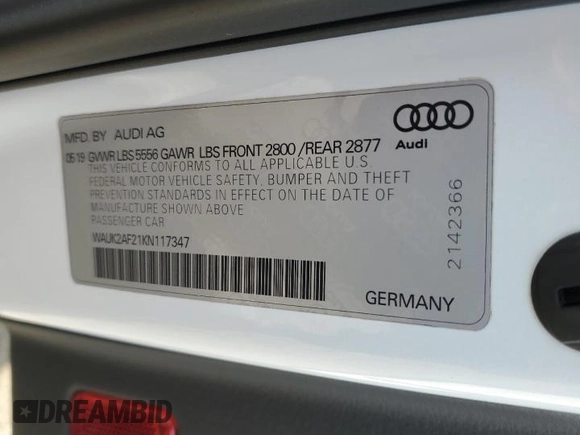 MFD. BY AUDI AG
05 19 GVWR LBS 5556 GAWR LBS FRONT 2800 / REAR 2877
THIS VEHICLE CONFORMS TO ALL APPLICABLE U.S.
FEDERAL MOTOR VEHICLE SAFETY, BUMPER AND THEFT
PREVENTION STANDARDS IN EFFECT ON THE DATE OF
MANUFACTURE SHOWN ABOVE
PASSENGER CAR
WAUK2AF21KN117347
Audi
2142366
GERMANY
DREAMBID